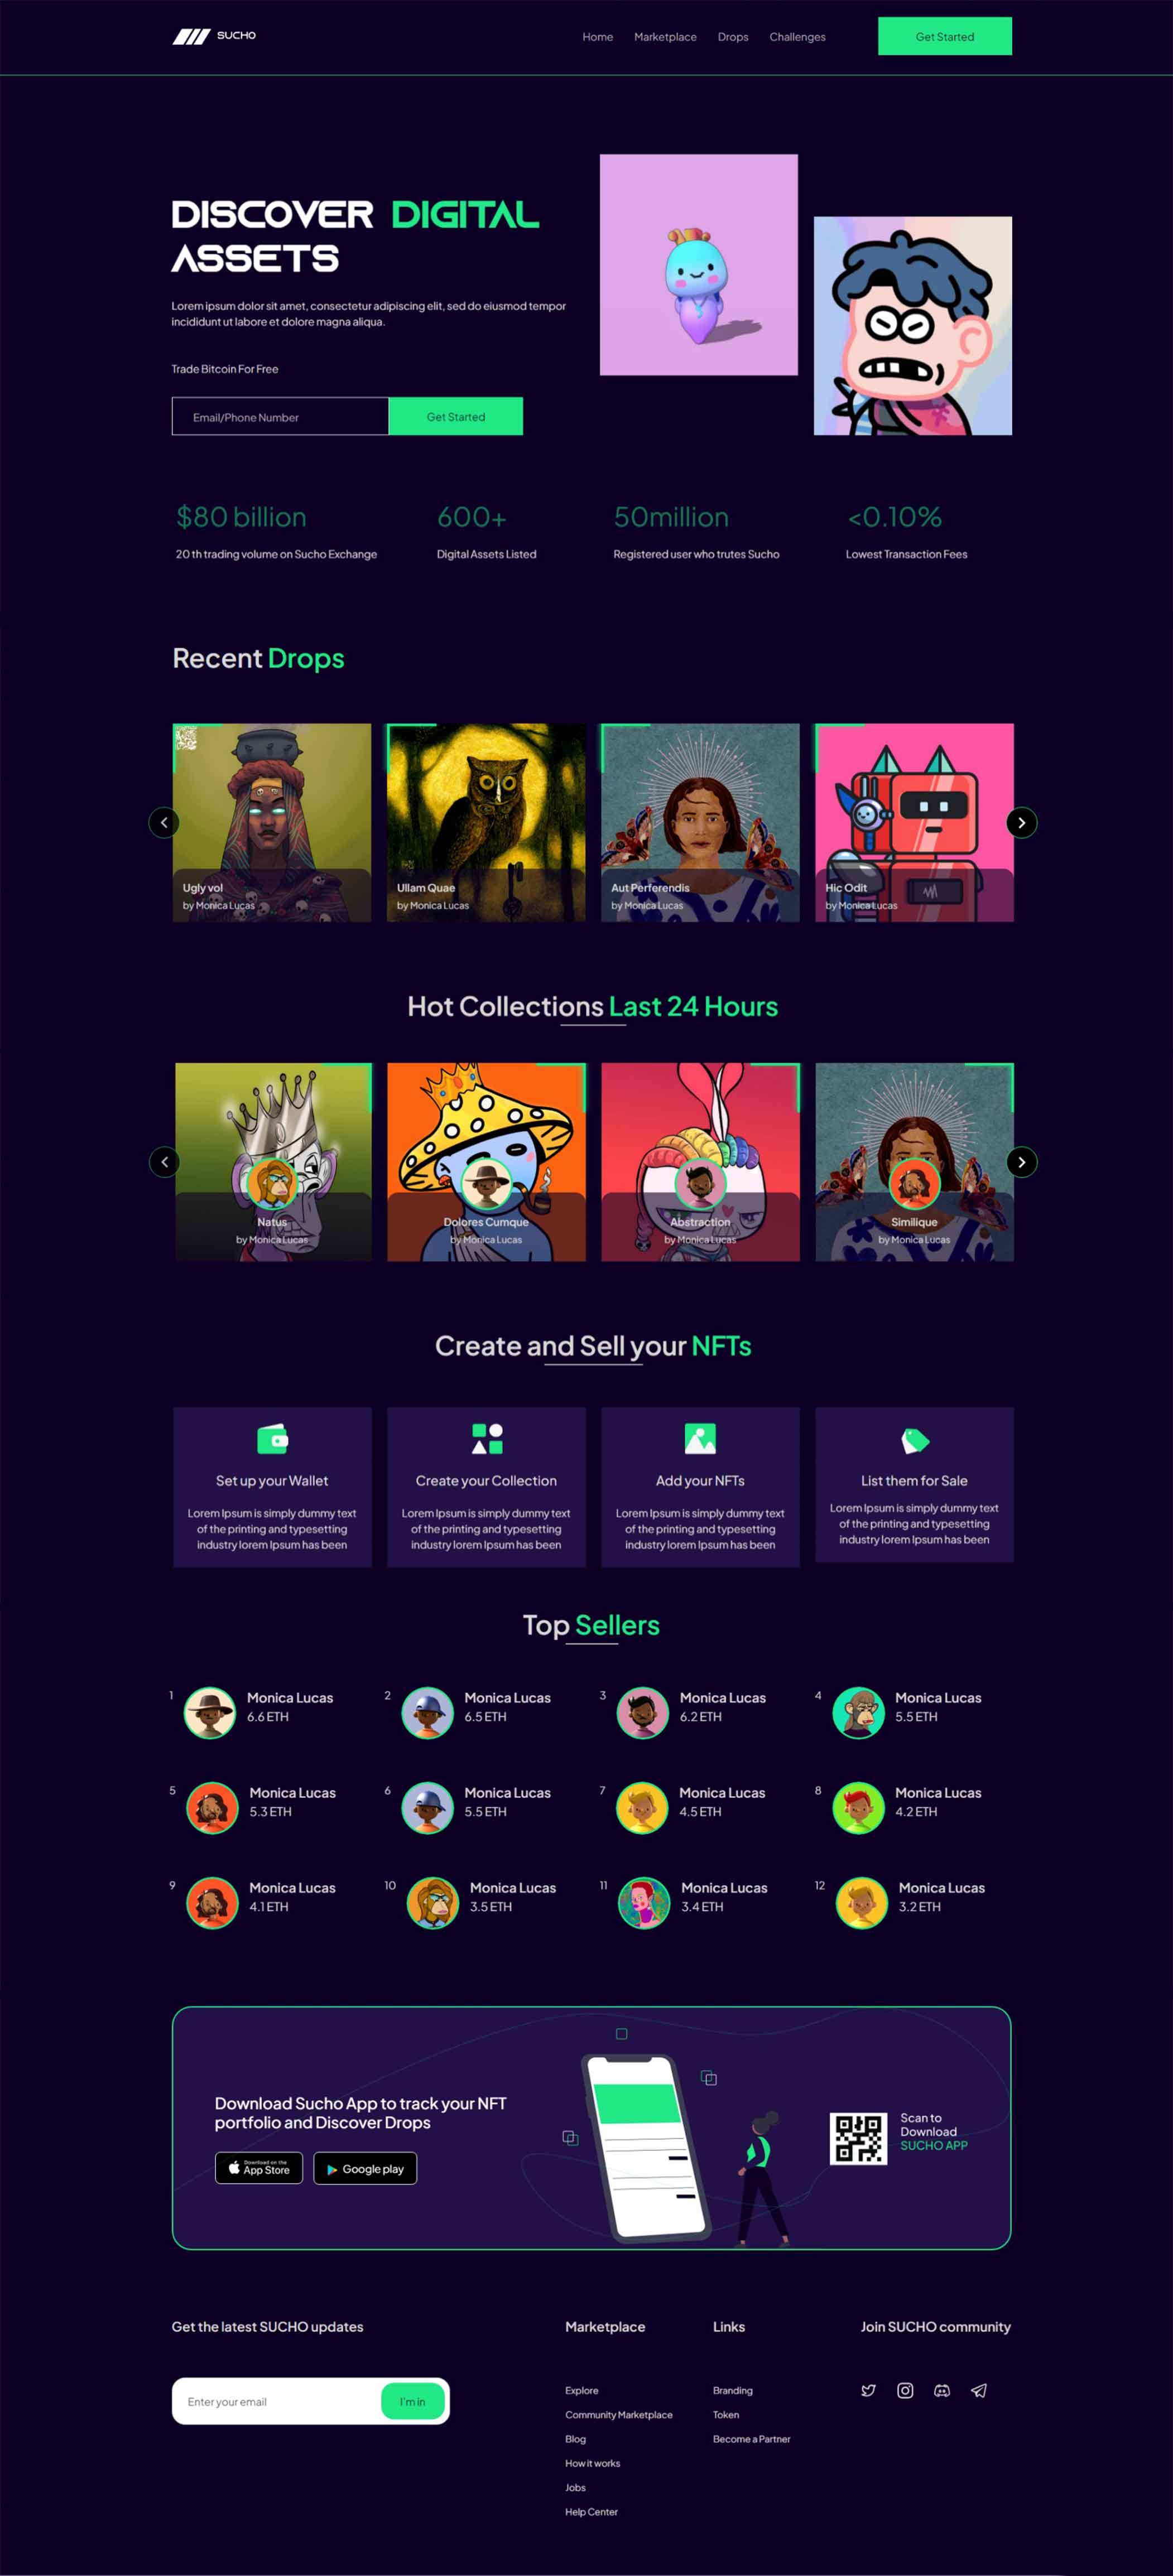 SUCHO
Home
Marketplace
Drops
Challenges
Get Started
DISCOVER DIGITAL
ASSETS
Lorem ipsum dolor sit amet, consectetur adipiscing elit, sed do eiusmod tempor
incididunt ut labore et dolore magna aliqua.
Trade Bitcoin For Free
Email/Phone Number
Get Started
$80 billion
20 th trading volume on Sucho Exchange
600+
Digital Assets Listed
50million
Registered user who trutes Sucho
<0.10%
Lowest Transaction Fees
Recent Drops
Ugly vol
by Monica Lucas
Ullam Quae
by Monica Lucas
Aut Perferendis
by Monica Lucas
Hic Odit
by Monica Lucas
Hot Collections Last 24 Hours
Natus
by Monica Lucas
Dolores Cumque
by Monica Lucas
Abstraction
by Monica Lucas
Similique
by Monica Lucas
Create and Sell your NFTs
Set up your Wallet
Lorem Ipsum is simply dummy text
of the printing and typesetting
industry lorem Ipsum has been
Create your Collection
Lorem Ipsum is simply dummy text
of the printing and typesetting
industry lorem Ipsum has been
Add your NFTs
Lorem Ipsum is simply dummy text
of the printing and typesetting
industry lorem Ipsum has been
List them for Sale
Lorem Ipsum is simply dummy text
of the printing and typesetting
industry lorem Ipsum has been
Top Sellers
1
Monica Lucas
6.6 ETH
2
Monica Lucas
6.5 ETH
3
Monica Lucas
6.2 ETH
4
Monica Lucas
5.5 ETH
5
Monica Lucas
5.3 ETH
6
Monica Lucas
5.5 ETH
7
Monica Lucas
4.5 ETH
8
Monica Lucas
4.2 ETH
9
Monica Lucas
4.1 ETH
10
Monica Lucas
3.5 ETH
11
Monica Lucas
3.4 ETH
12
Monica Lucas
3.2 ETH
Download Sucho App to track your NFT
portfolio and Discover Drops
Download on the
App Store
Google play
Scan to
Download
SUCHO APP
Get the latest SUCHO updates
Enter your email
I'm in
Marketplace
Explore
Community Marketplace
Blog
How it works
Jobs
Help Center
Links
Branding
Token
Become a Partner
Join SUCHO community